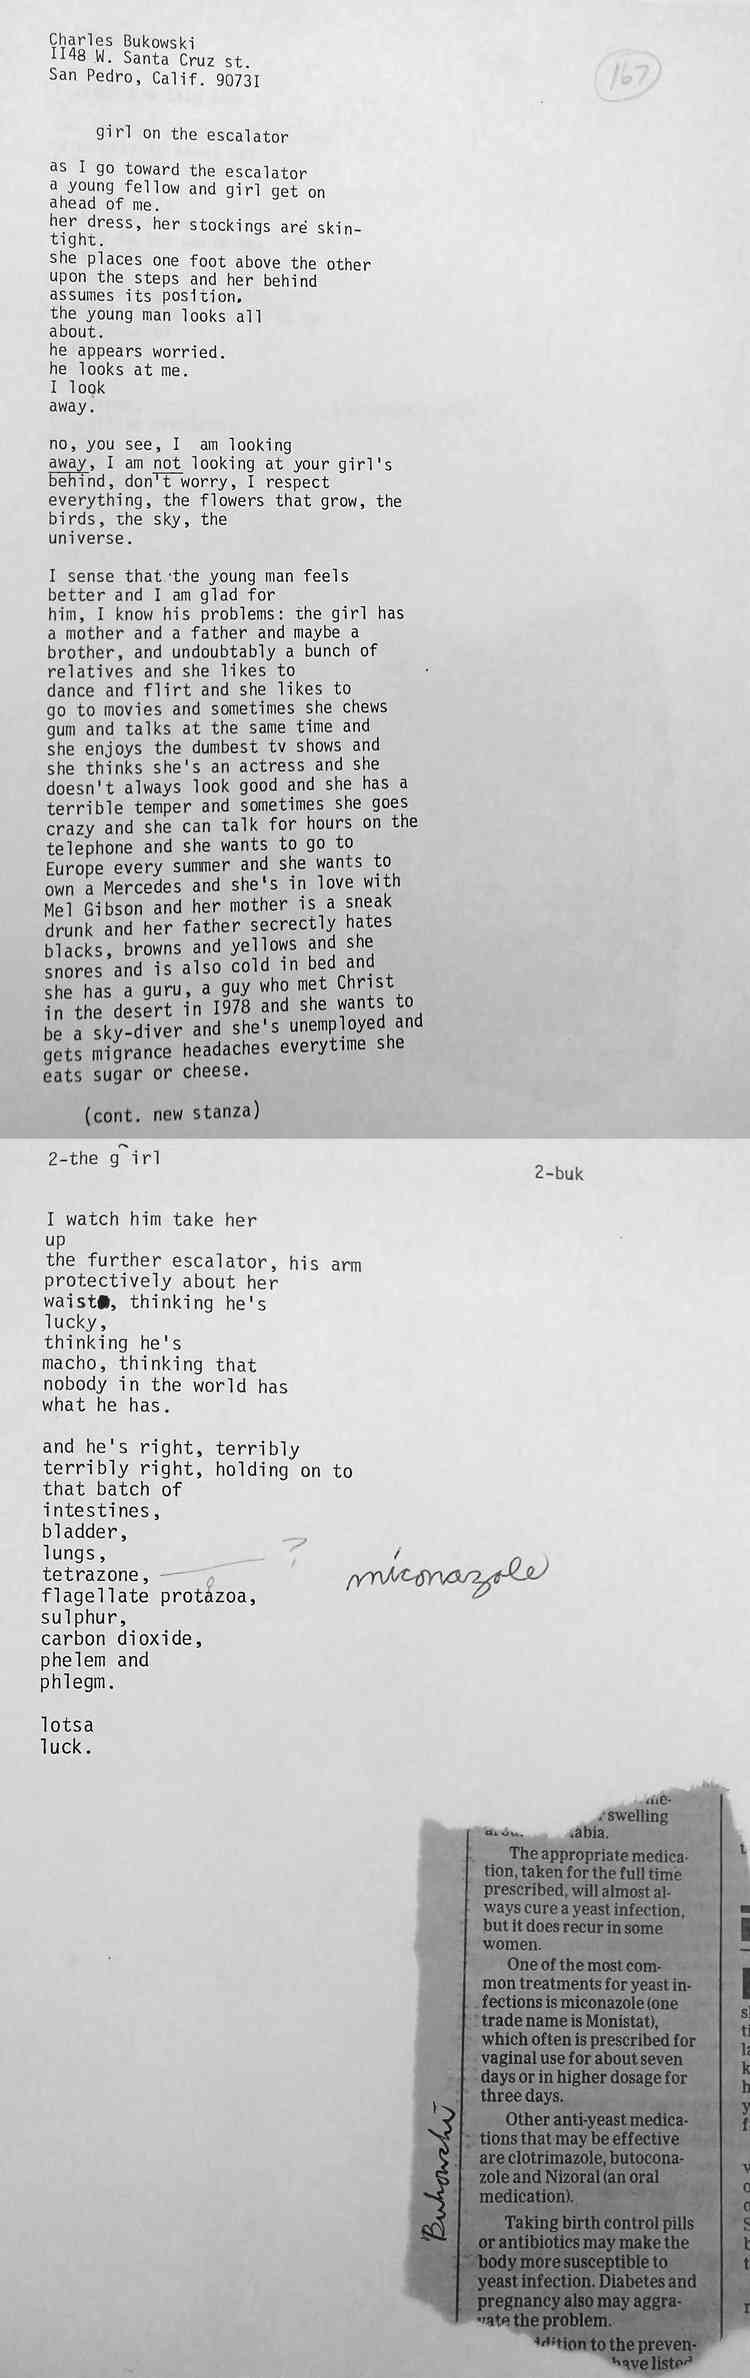 Charles Bukowski
II48 W. Santa Cruz st.
San Pedro, Calif. 9073I
167
girl on the escalator
as I go toward the escalator
a young fellow and girl get on
ahead of me.
her dress, her stockings are skin-
tight.
she places one foot above the other
upon the steps and her behind
assumes its position.
the young man looks all
about.
he appears worried.
he looks at me.
I look
away.
no, you see, I am looking
away, I am not looking at your girl's
behind, don't worry, I respect
everything, the flowers that grow, the
birds, the sky, the
universe.
I sense that the young man feels
better and I am glad for
him, I know his problems: the girl has
a mother and a father and maybe a
brother, and undoubtably a bunch of
relatives and she likes to
dance and flirt and she likes to
go to movies and sometimes she chews
gum and talks at the same time and
she enjoys the dumbest tv shows and
she thinks she's an actress and she
doesn't always look good and she has a
terrible temper and sometimes she goes
crazy and she can talk for hours on the
telephone and she wants to go to
Europe every summer and she wants to
own a Mercedes and she's in love with
Mel Gibson and her mother is a sneak
drunk and her father secrectly hates
blacks, browns and yellows and she
snores and is also cold in bed and
she has a guru, a guy who met Christ
in the desert in I978 and she wants to
be a sky-diver and she's unemployed and
gets migrance headaches everytime she
eats sugar or cheese.
(cont. new stanza)
2-the girl
2-buk
I watch him take her
up
the further escalator, his arm
protectively about her
waist, thinking he's
lucky,
thinking he's
macho, thinking that
nobody in the world has
what he has.
and he's right, terribly
terribly right, holding on to
that batch of
intestines,
bladder,
lungs,
tetrazone, ?
miconazole
flagellate protazoa,
o
sulphur,
carbon dioxide,
phelem and
phlegm.
lotsa
luck.
swelling
The appropriate medica-
tion, taken for the full time
prescribed, will almost al-
ways cure a yeast infection,
but it does recur in some
women.
One of the most com-
mon treatments for yeast in-
fections is miconazole (one
trade name is Monistat),
which often is prescribed for
vaginal use for about seven
days or in higher dosage for
three days.
Other anti-yeast medica-
tions that may be effective
are clotrimazole, butocona-
zole and Nizoral (an oral
medication).
Taking birth control pills
or antibiotics may make the
body more susceptible to
yeast infection. Diabetes and
pregnancy also may aggra-
vate the problem.
to the preven-
have listed
Bukowski